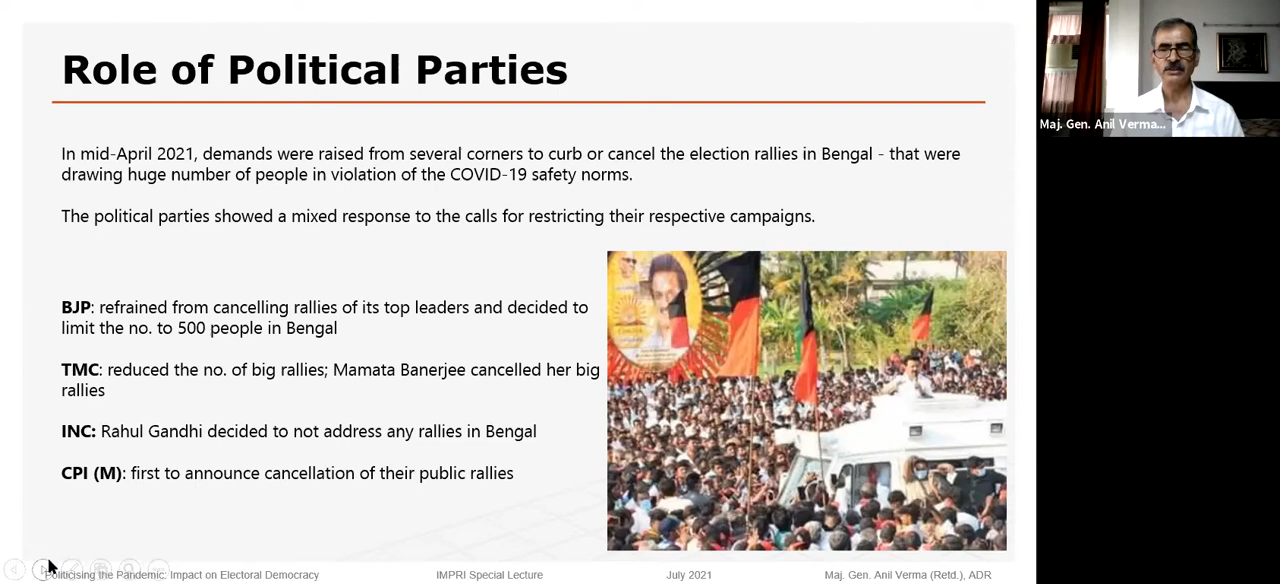 Role of Political Parties
In mid-April 2021, demands were raised from several corners to curb or cancel the election rallies in Bengal - that were
drawing huge number of people in violation of the COVID-19 safety norms.
The political parties showed a mixed response to the calls for restricting their respective campaigns.
BJP: refrained from cancelling rallies of its top leaders and decided to
limit the no. to 500 people in Bengal
TMC: reduced the no. of big rallies; Mamata Banerjee cancelled her big
rallies
INC: Rahul Gandhi decided to not address any rallies in Bengal
CPI (M): first to announce cancellation of their public rallies
Politicising the Pandemic: Impact on Electoral Democracy
IMPRI Special Lecture
July 2021
Maj. Gen. Anil Verma (Retd.), ADR
Maj. Gen. Anil Verma...